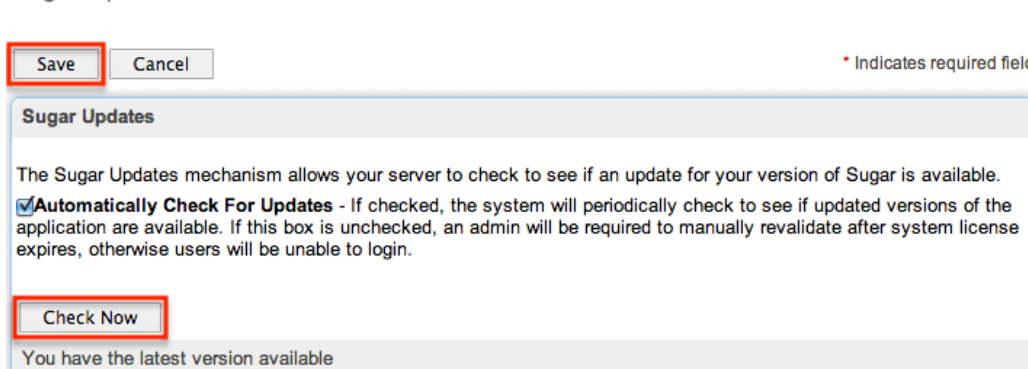 Save Cancel * Indicates required field
Sugar Updates
The Sugar Updates mechanism allows your server to check to see if an update for your version of Sugar is available.
Automatically Check For Updates - If checked, the system will periodically check to see if updated versions of the
application are available. If this box is unchecked, an admin will be required to manually revalidate after system license
expires, otherwise users will be unable to login.
Check Now
You have the latest version available